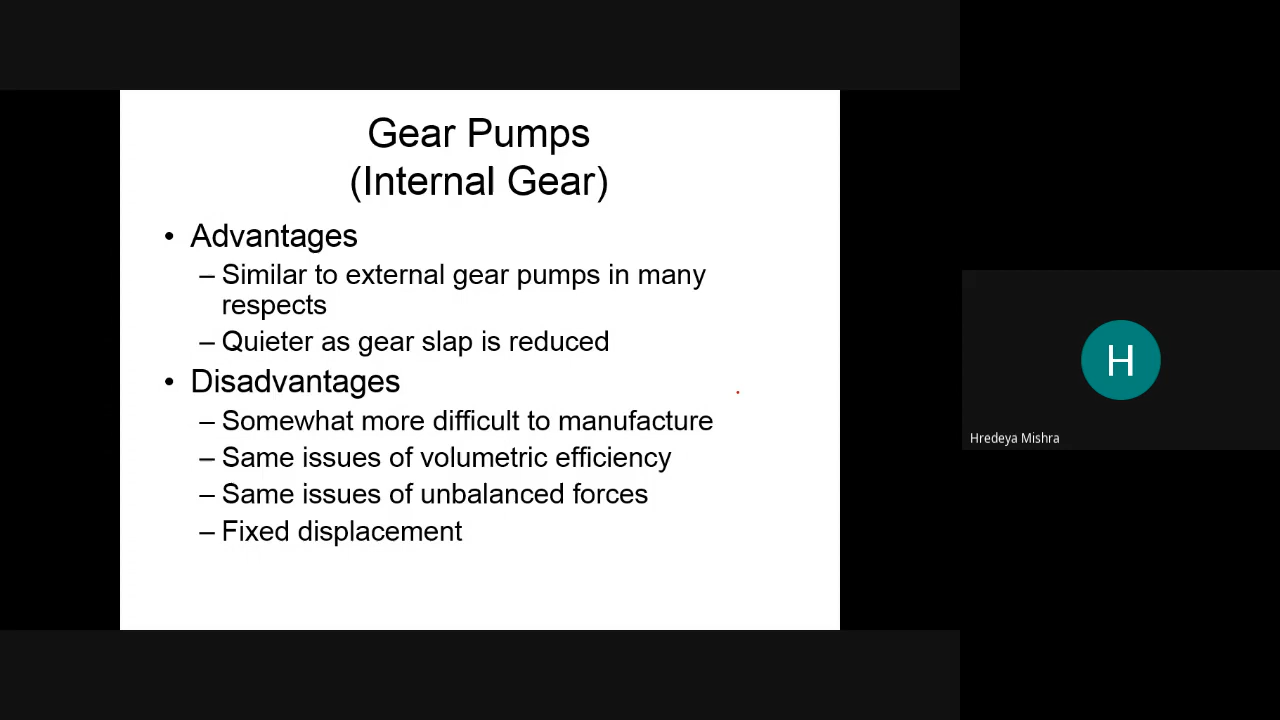 Gear Pumps
(Internal Gear)
• Advantages
– Similar to external gear pumps in many
respects
– Quieter as gear slap is reduced
• Disadvantages
– Somewhat more difficult to manufacture
– Same issues of volumetric efficiency
– Same issues of unbalanced forces
– Fixed displacement
H
Hredeya Mishra